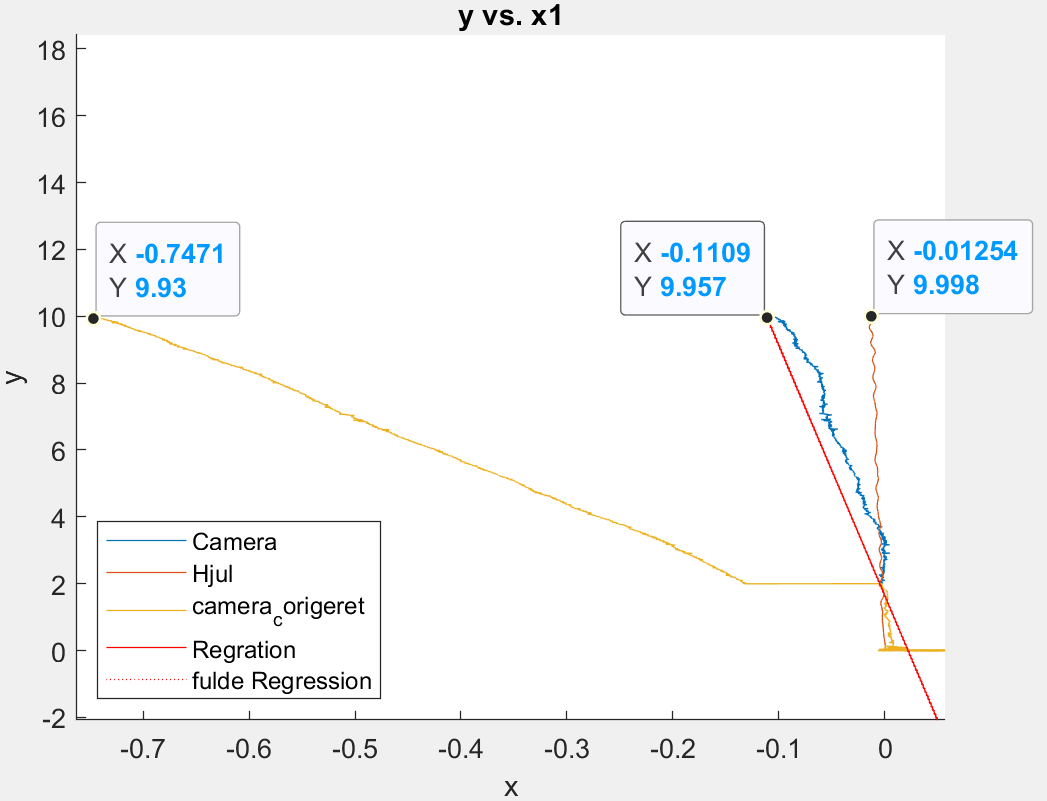 y vs. x1
18
16
14
12
10
8
6
4
2
0
-2
y
X -0.7471
Y 9.93
X -0.1109
Y 9.957
X -0.01254
Y 9.998
Camera
Hjul
camera_corigeret
Regration
fulde Regression
-0.7 -0.6 -0.5 -0.4 -0.3 -0.2 -0.1 0
x